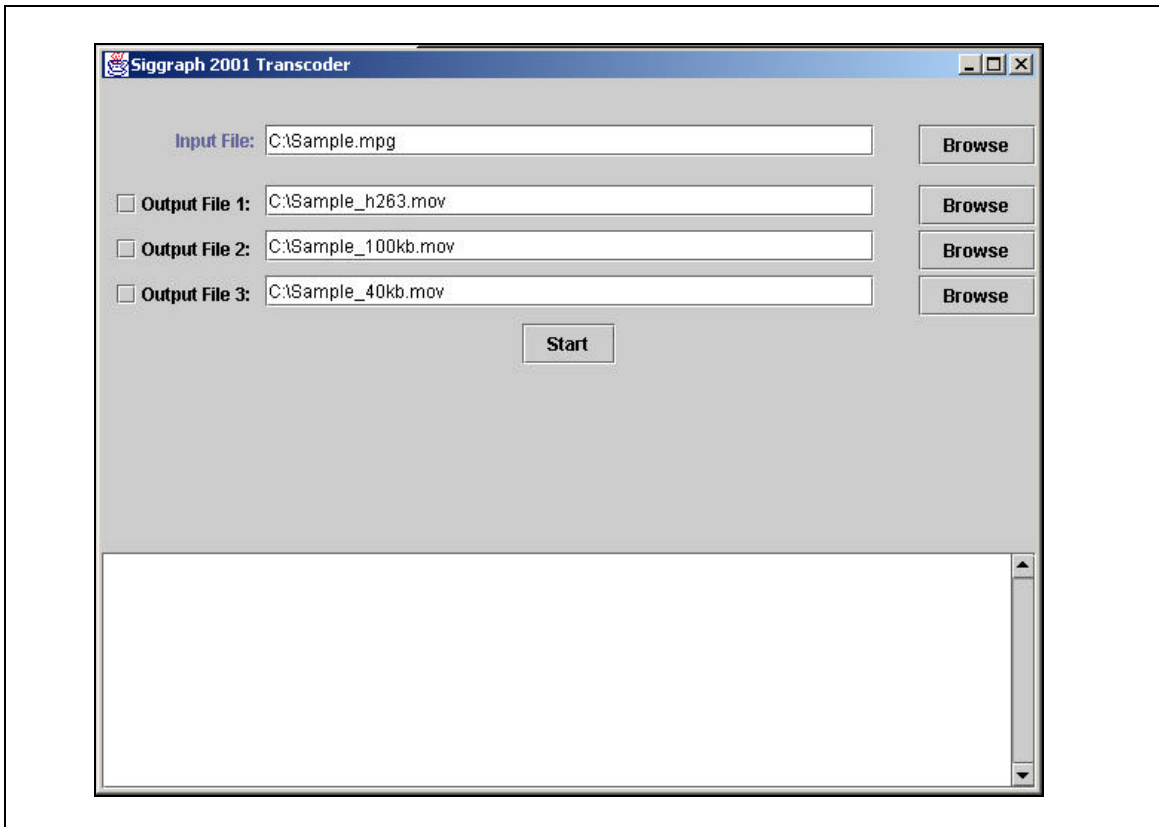 Siggraph 2001 Transcoder
Input File: C:\Sample.mpg Browse
Output File 1: C:\Sample_h263.mov Browse
Output File 2: C:\Sample_100kb.mov Browse
Output File 3: C:\Sample_40kb.mov Browse
Start